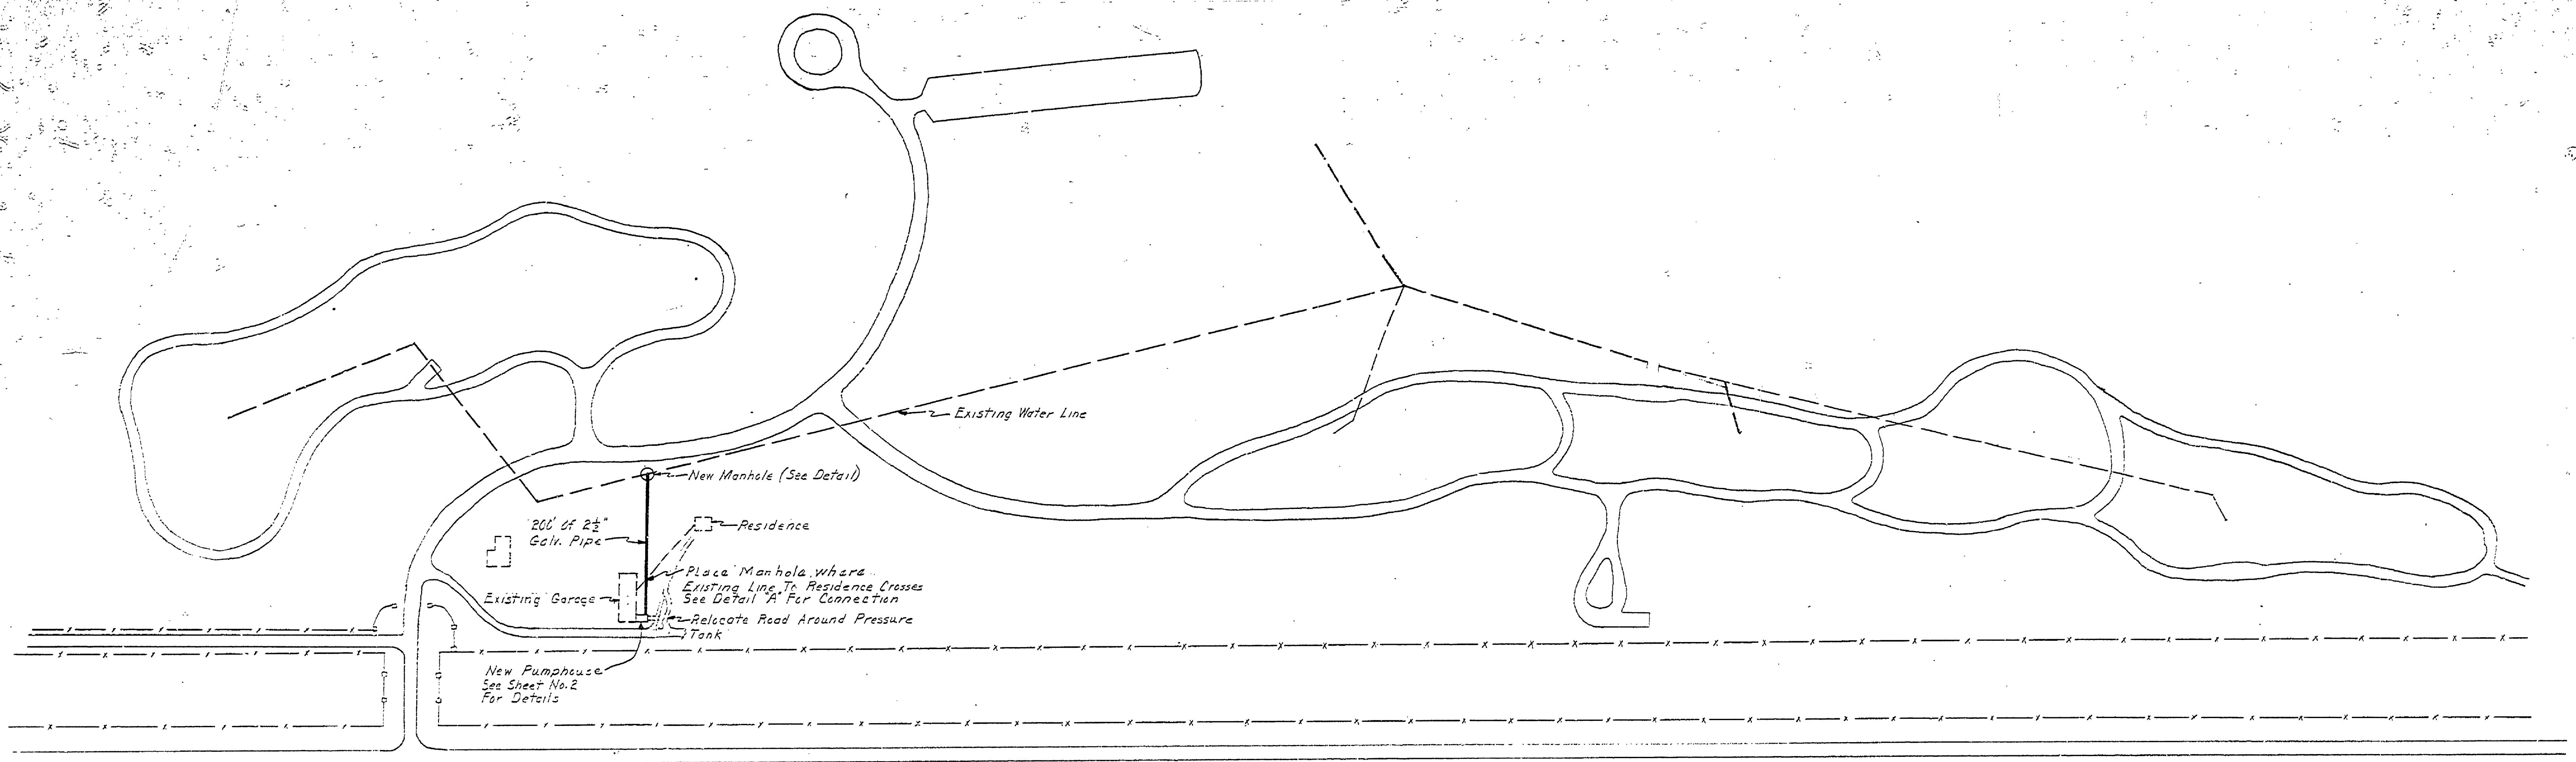 Existing Water Line
New Manhole (See Detail)
200' of 2½"
Galv. Pipe
Residence
Place Manhole where
Existing Line To Residence Crosses
See Detail "A" For Connection
Existing Garage
Relocate Road Around Pressure
Tank
New Pumphouse
See Sheet No. 2
For Details